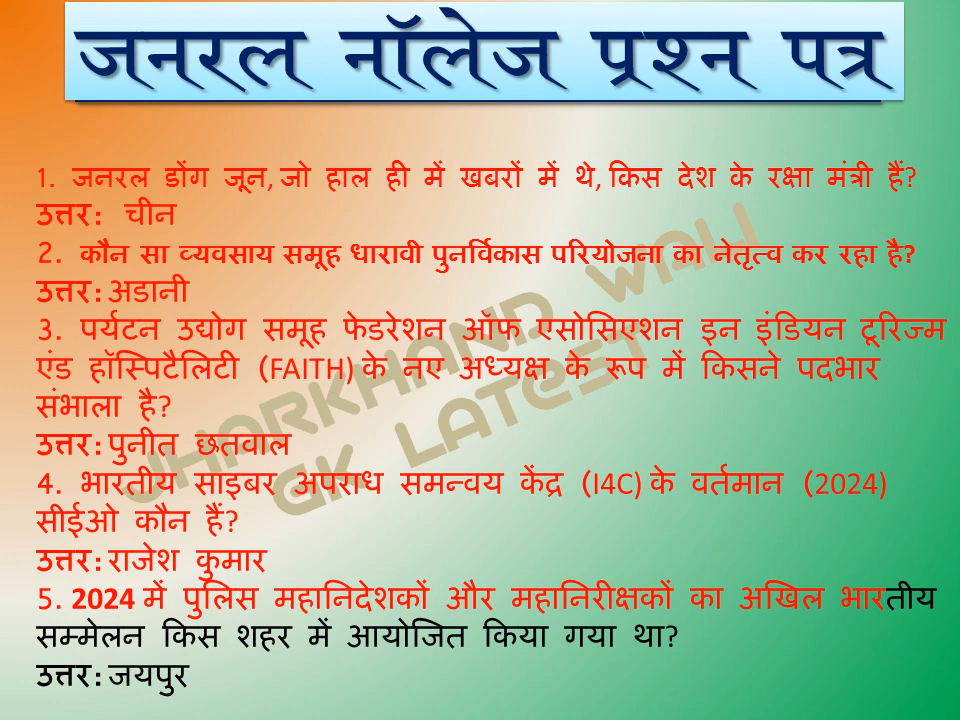 जनरल नॉलेज प्रश्न पत्र
1. जनरल डोंग जून, जो हाल ही में खबरों में थे, किस देश के रक्षा मंत्री हैं?
उत्तर: चीन
2. कौन सा व्यवसाय समूह धारावी पुनर्विकास परियोजना का नेतृत्व कर रहा है?
उत्तर: अडानी
3. पर्यटन उद्योग समूह फेडरेशन ऑफ एसोसिएशन इन इंडियन टूरिज्म
एंड हॉस्पिटैलिटी (FAITH) के नए अध्यक्ष के रूप में किसने पदभार
संभाला है?
उत्तर: पुनीत छतवाल
4. भारतीय साइबर अपराध समन्वय केंद्र (I4C) के वर्तमान (2024)
सीईओ कौन हैं?
उत्तर: राजेश कुमार
5. 2024 में पुलिस महानिदेशकों और महानिरीक्षकों का अखिल भारतीय
सम्मेलन किस शहर में आयोजित किया गया था?
उत्तर: जयपुर
JHARKHAND WALI
GK LATEST